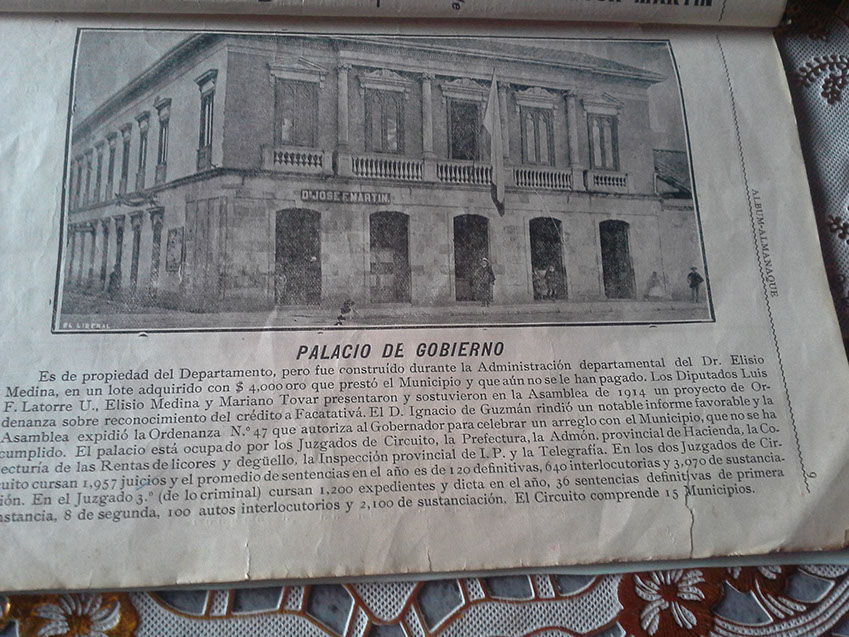 MARTIN
Dr. JOSE F. MARTIN.
EL LIBERAL
ALBUM-ALMANAQUE
9
PALACIO DE GOBIERNO
Es de propiedad del Departamento, pero fue construído durante la Administración departamental del Dr. Elisio
Medina, en un lote adquirido con $ 4,000 oro que prestó el Municipio y que aún no se le han pagado. Los Diputados Luis
F. Latorre U., Elisio Medina y Mariano Tovar presentaron y sostuvieron en la Asamblea de 1914 un proyecto de Or-
denanza sobre reconocimiento del crédito a Facatativá. El D. Ignacio de Guzmán rindió un notable informe favorable y la
Asamblea expidió la Ordenanza N.º 47 que autoriza al Gobernador para celebrar un arreglo con el Municipio, que no se ha
cumplido. El palacio está ocupado por los Juzgados de Circuito, la Prefectura, la Admón. provincial de Hacienda, la Co-
ecturía de las Rentas de licores y degüello, la Inspección provincial de I. P. y la Telegrafía. En los dos Juzgados de Cir-
uito cursan 1,957 juicios y el promedio de sentencias en el año es de 120 definitivas, 640 interlocutorias y 3,070 de sustancia-
ión. En el Juzgado 3.º (de lo criminal) cursan 1,200 expedientes y dicta en el año, 36 sentencias definitivas de primera
nstancia, 8 de segunda, 100 autos interlocutorios y 2,100 de sustanciación. El Circuito comprende 15 Municipios.